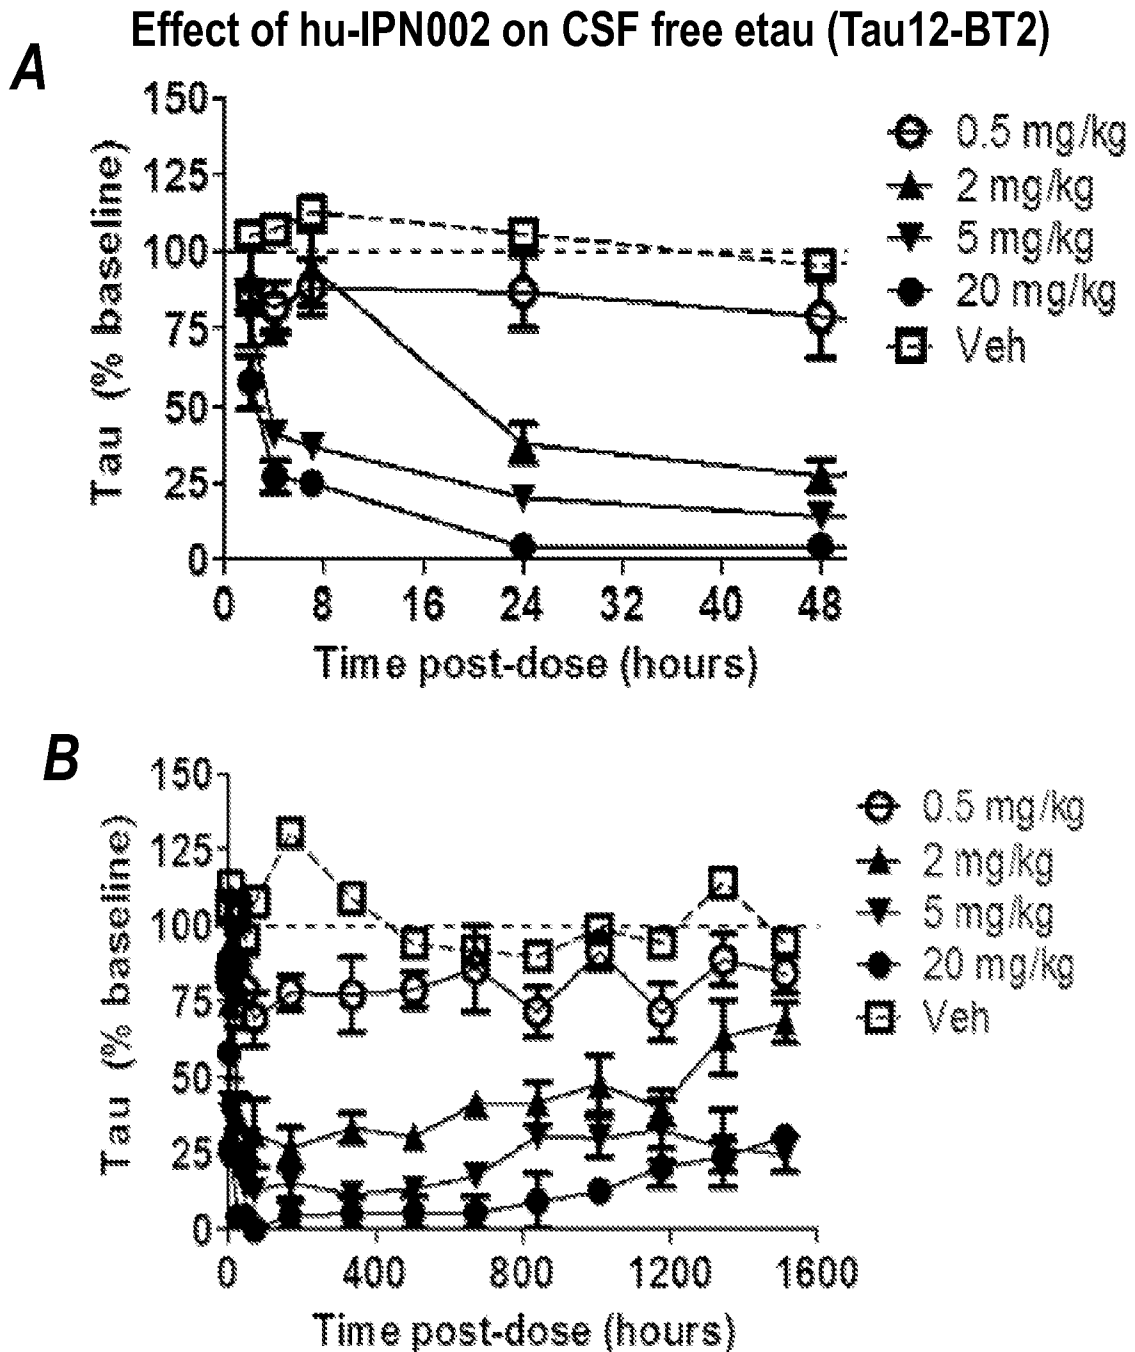 Effect of hu-IPN002 on CSF free etau (Tau12-BT2)
A
150
125
100
75
50
25
0
Tau (% baseline)
0 8 16 24 32 40 48
Time post-dose (hours)
0.5 mg/kg
2 mg/kg
5 mg/kg
20 mg/kg
Veh
B
150
125
100
75
50
25
0
Tau (% baseline)
0 400 800 1200 1600
Time post-dose (hours)
0.5 mg/kg
2 mg/kg
5 mg/kg
20 mg/kg
Veh